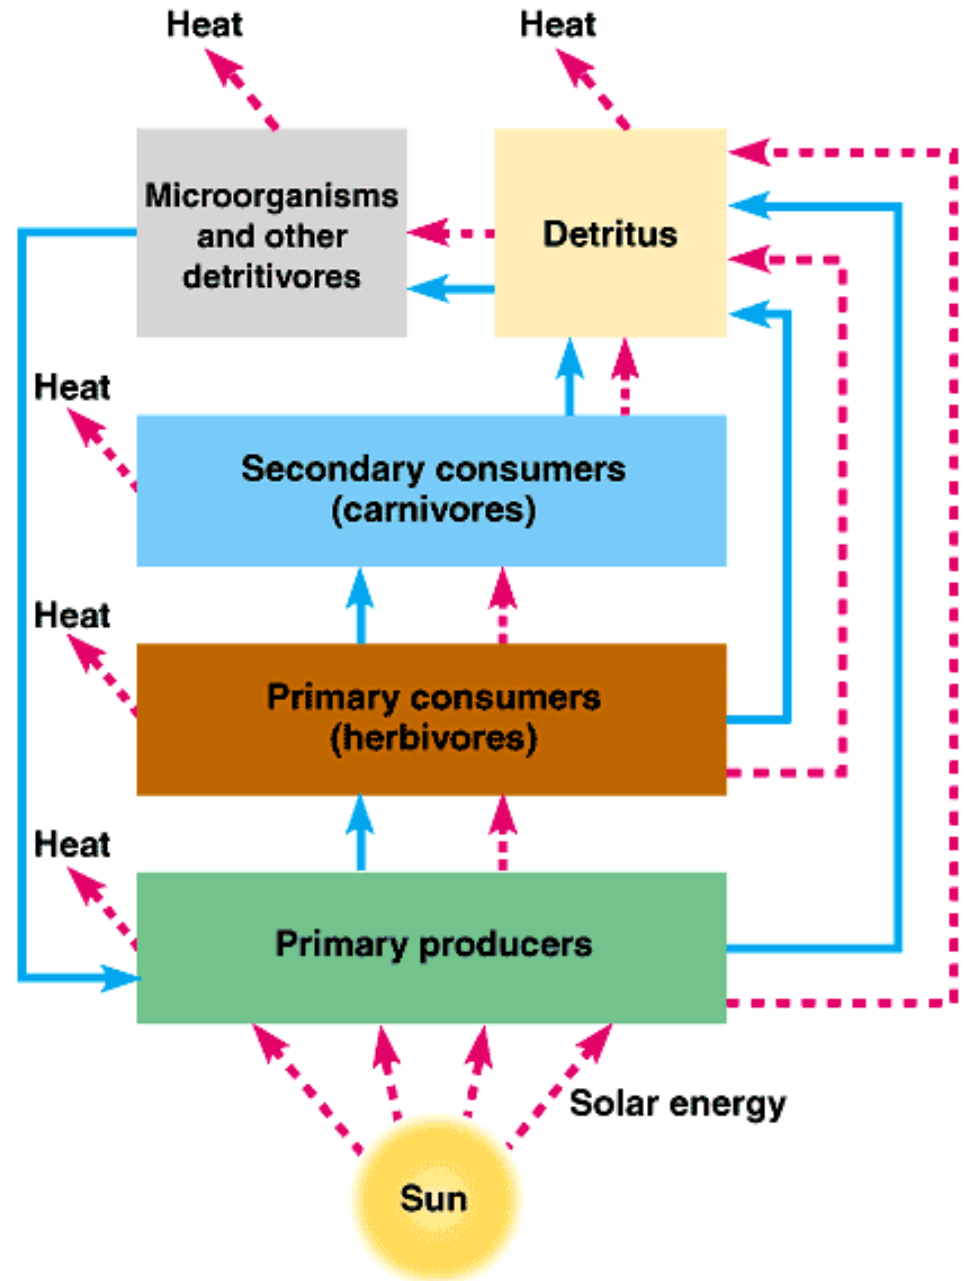 Heat
Heat
Microorganisms
and other
detritivores
Detritus
Heat
Secondary consumers
(carnivores)
Heat
Primary consumers
(herbivores)
Heat
Primary producers
Solar energy
Sun